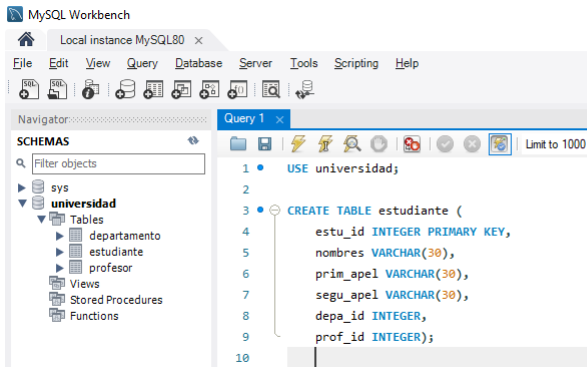 MySQL Workbench
Local instance MySQL80 ×
File Edit View Query Database Server Tools Scripting Help
Navigator
Query 1 ×
SCHEMAS
Limit to 1000
Filter objects
sys
universidad
Tables
departamento
estudiante
profesor
Views
Stored Procedures
Functions
1 USE universidad;
2
3 CREATE TABLE estudiante (
4 estu_id INTEGER PRIMARY KEY,
5 nombres VARCHAR(30),
6 prim_apel VARCHAR(30),
7 segu_apel VARCHAR(30),
8 depa_id INTEGER,
9 prof_id INTEGER);
10